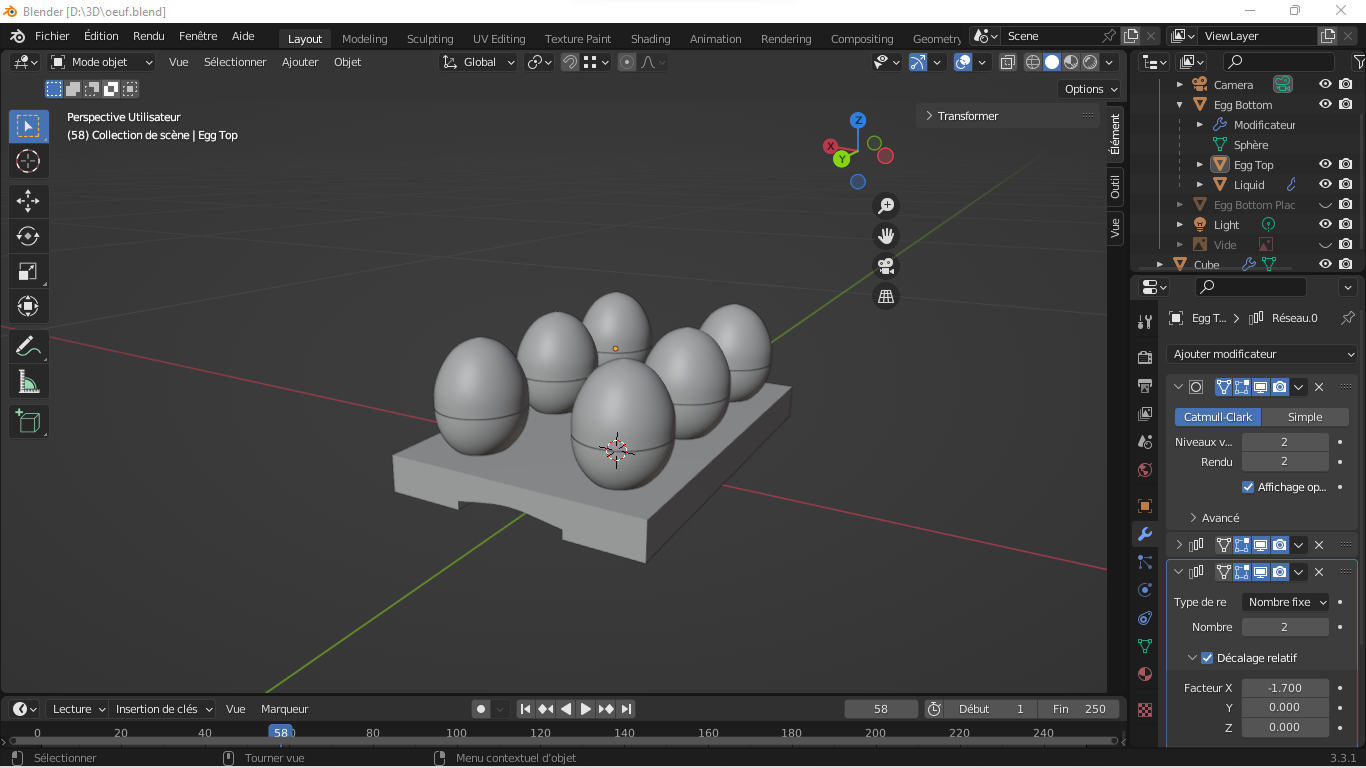 Blender [D:\3D\oeuf.blend]
Fichier Édition Rendu Fenêtre Aide Layout Modeling Sculpting UV Editing Texture Paint Shading Animation Rendering Compositing Geometry Scene ViewLayer
Mode objet Vue Sélectionner Ajouter Objet Global
Options
Perspective Utilisateur
(58) Collection de scène | Egg Top
Transformer
Z
X
Y
Élément
Outil
Vue
Camera
Egg Bottom
Modificateur
Sphère
Egg Top
Liquid
Egg Bottom Plac
Light
Vide
Cube
Egg T... Réseau.0
Ajouter modificateur
Catmull-Clark Simple
Niveaux v... 2
Rendu 2
Affichage op...
Avancé
Type de re Nombre fixe
Nombre 2
Décalage relatif
Facteur X -1.700
Y 0.000
Z 0.000
Lecture Insertion de clés Vue Marqueur 58 Début 1 Fin 250
0 20 40 58 80 100 120 140 160 180 200 220 240
Sélectionner Tourner vue Menu contextuel d'objet 3.3.1